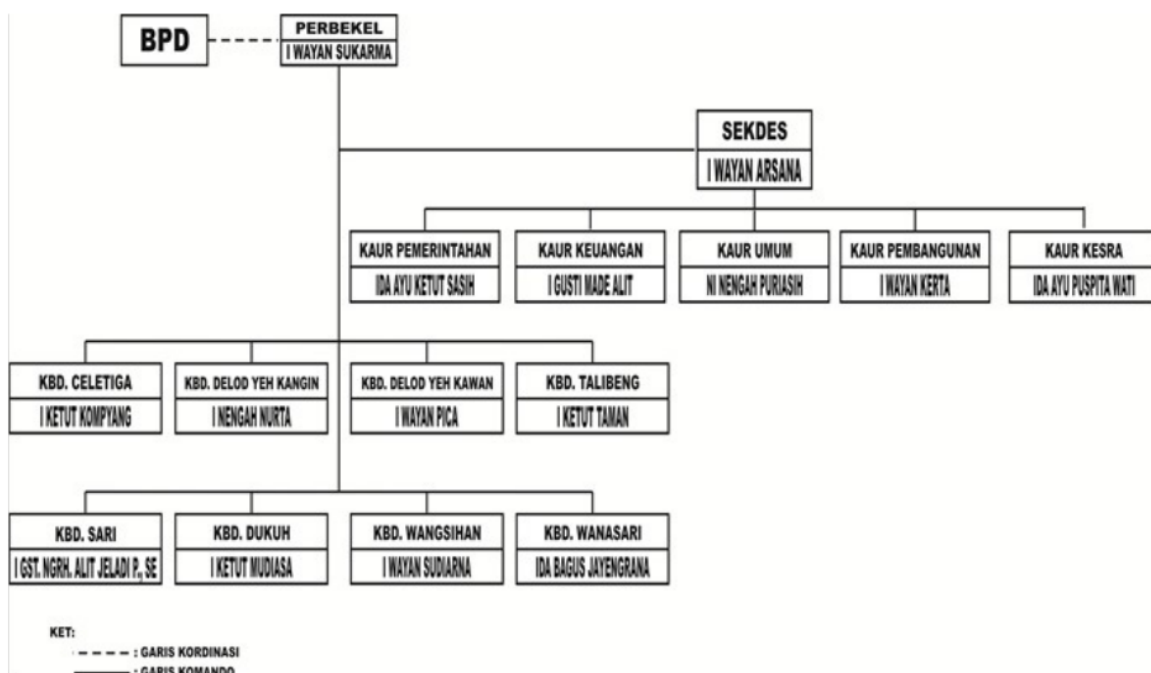 BPD
PERBEKEL
I WAYAN SUKARMA
SEKDES
I WAYAN ARSANA
KAUR PEMERINTAHAN
IDA AYU KETUT SASIH
KAUR KEUANGAN
I GUSTI MADE ALIT
KAUR UMUM
NI NENGAH PURIASIH
KAUR PEMBANGUNAN
I WAYAN KERTA
KAUR KESRA
IDA AYU PUSPITA WATI
KBD. CELETIGA
I KETUT KOMPYANG
KBD. DELOD YEH KANGIN
I NENGAH NURTA
KBD. DELOD YEH KAWAN
I WAYAN PICA
KBD. TALIBENG
I KETUT TAMAN
KBD. SARI
I GST. NGRH. ALIT JELADI P., SE
KBD. DUKUH
I KETUT MUDIASA
KBD. WANGSIHAN
I WAYAN SUDIARNA
KBD. WANASARI
IDA BAGUS JAYENGRANA
KET:
: GARIS KORDINASI
: GARIS KOMANDO